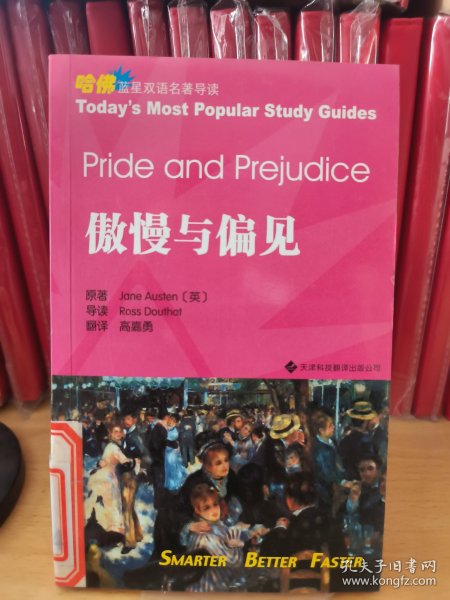 哈佛蓝星双语名著导读
Today's Most Popular Study Guides
Pride and Prejudice
傲慢与偏见
原著 Jane Austen〔英〕
导读 Ross Douthat
翻译 高嘉勇
天津科技翻译出版公司
SMARTER BETTER FASTER
孔夫子旧书网
www.kongfz.com